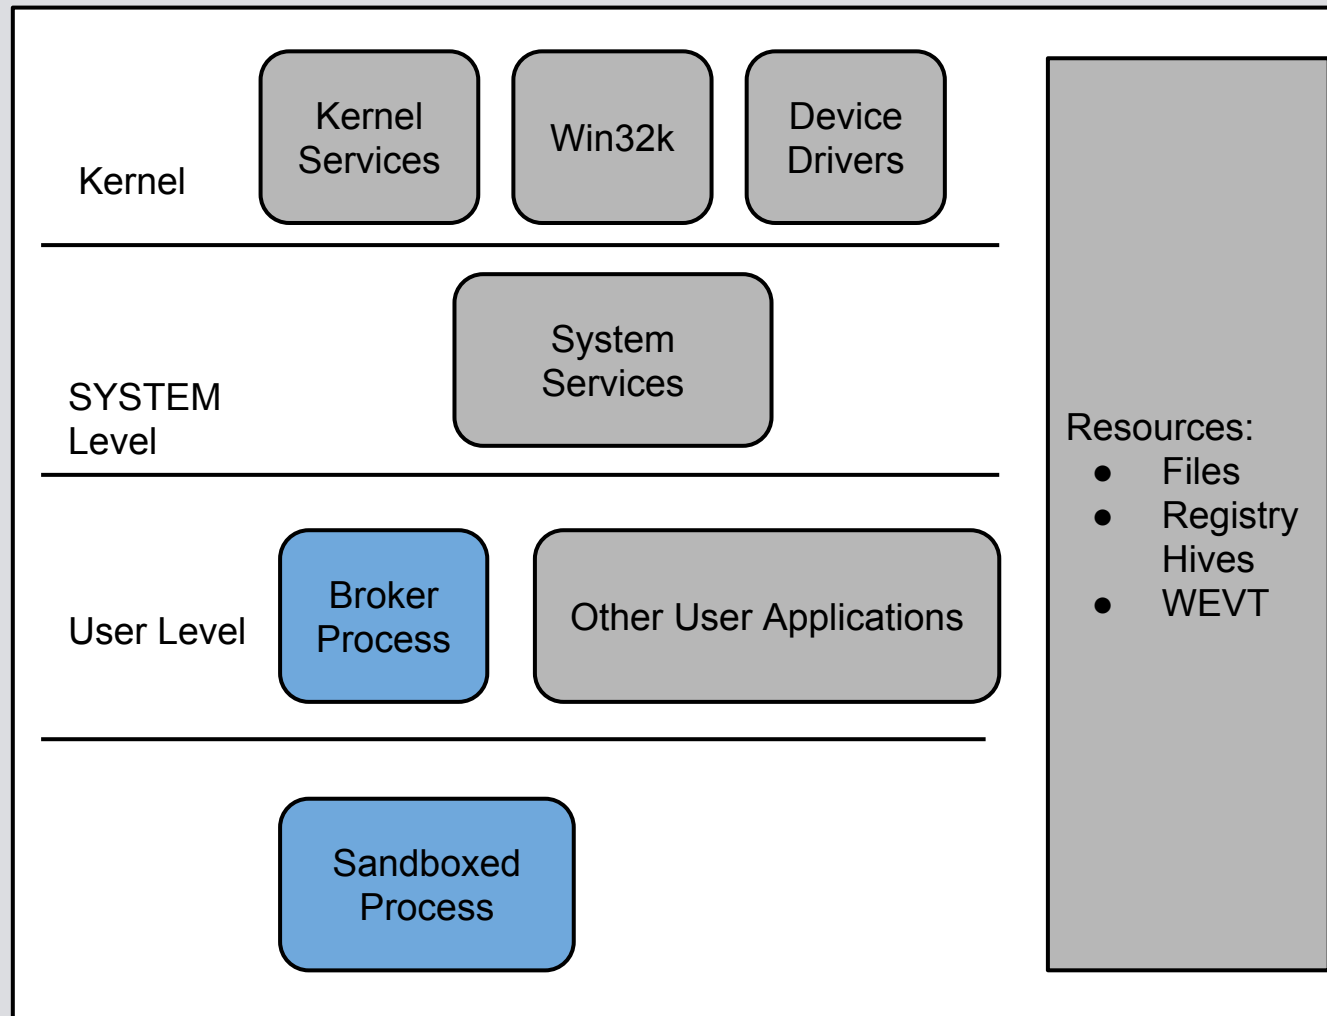 Kernel
Kernel
Services
Win32k
Device
Drivers
SYSTEM
Level
System
Services
User Level
Broker
Process
Other User Applications
Sandboxed
Process
Resources:
● Files
● Registry
Hives
● WEVT